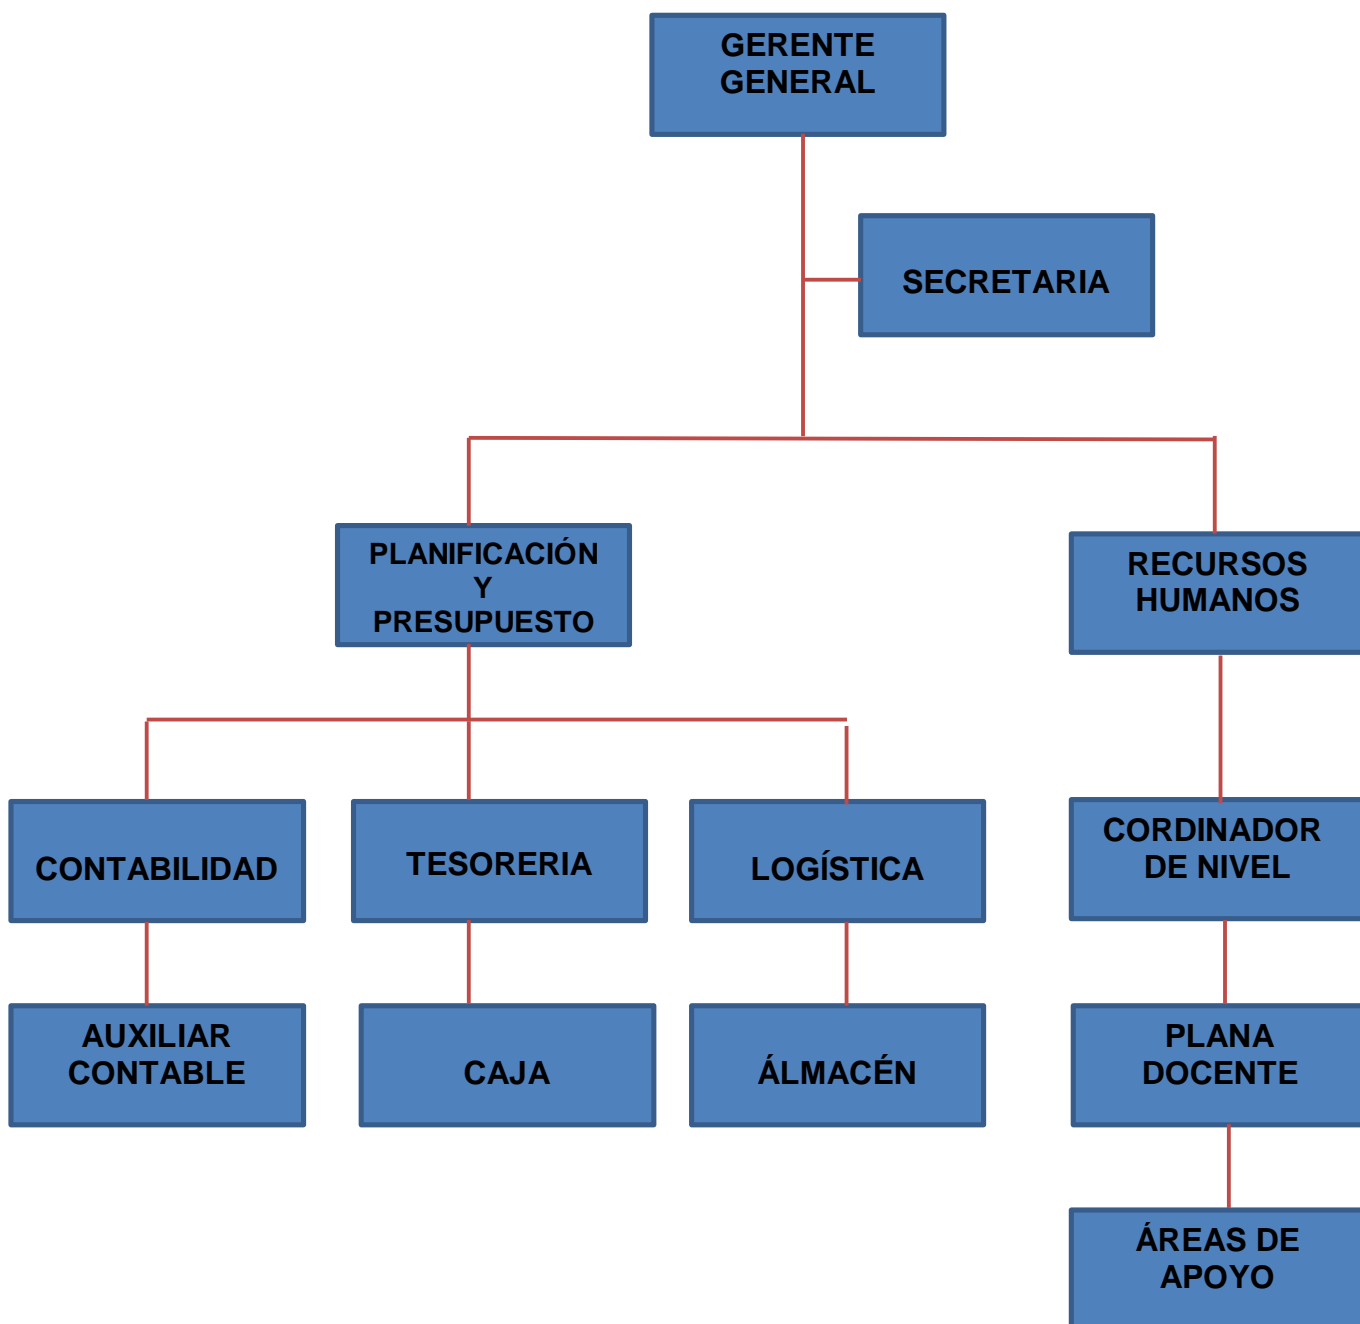 GERENTE
GENERAL
SECRETARIA
PLANIFICACIÓN
Y
PRESUPUESTO
RECURSOS
HUMANOS
CONTABILIDAD
TESORERIA
LOGÍSTICA
CORDINADOR
DE NIVEL
AUXILIAR
CONTABLE
CAJA
ÁLMACÉN
PLANA
DOCENTE
ÁREAS DE
APOYO